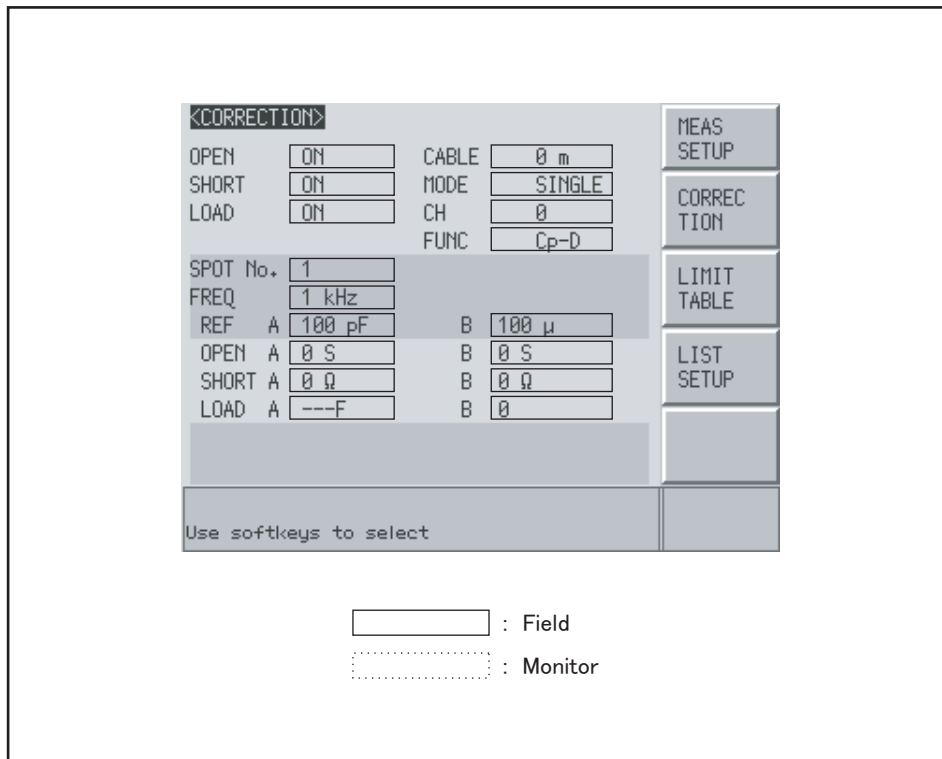 <CORRECTION>
OPEN ON CABLE 0 m
SHORT ON MODE SINGLE
LOAD ON CH 0
FUNC Cp-D
SPOT No. 1
FREQ 1 kHz
REF A 100 pF B 100 μ
OPEN A 0 S B 0 S
SHORT A 0 Ω B 0 Ω
LOAD A ---F B 0
Use softkeys to select
MEAS
SETUP
CORREC
TION
LIMIT
TABLE
LIST
SETUP
: Field
: Monitor